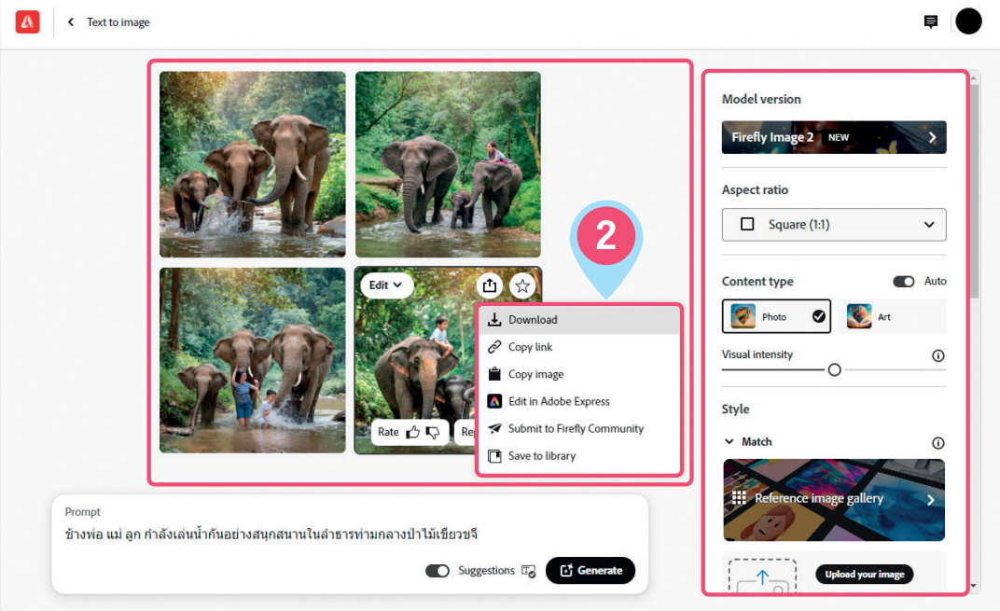 Text to image
Model version
Firefly Image 2 NEW
Aspect ratio
Square (1:1)
Content type
Auto
Photo
Art
Visual intensity
Style
Match
Reference image gallery
Upload your image
2
Edit
Download
Copy link
Copy image
Edit in Adobe Express
Submit to Firefly Community
Save to library
Rate
Prompt
ช้างพ่อ แม่ ลูก กำลังเล่นน้ำกันอย่างสนุกสนานในลำธารท่ามกลางป่าไม้เขียวขจี
Suggestions
Generate